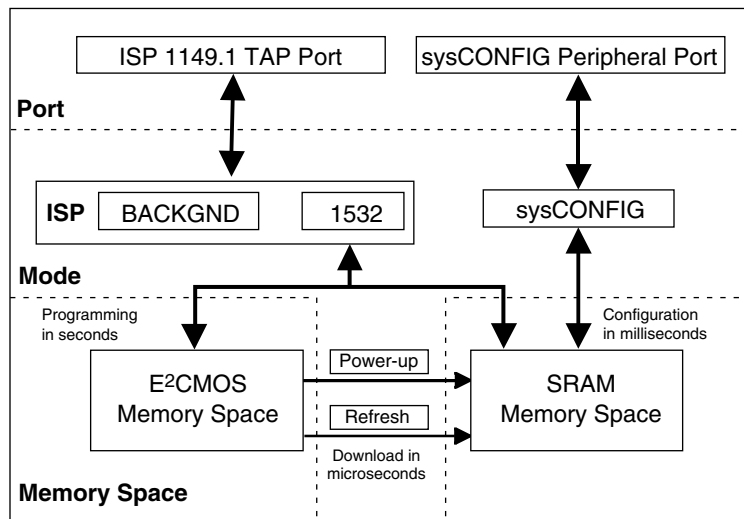 ISP 1149.1 TAP Port
sysCONFIG Peripheral Port
Port
ISP
BACKGND
1532
sysCONFIG
Mode
Programming
in seconds
Configuration
in milliseconds
E²CMOS
Memory Space
Power-up
Refresh
Download in
microseconds
SRAM
Memory Space
Memory Space